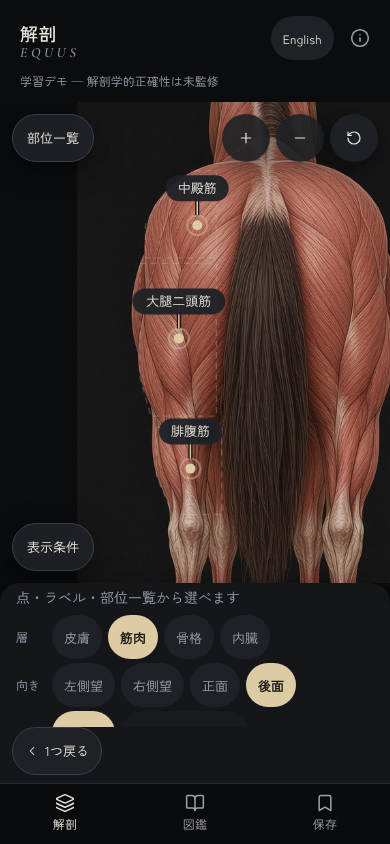 解剖
EQUUS
English
学習デモ — 解剖学的正確性は未監修
部位一覧
中殿筋
大腿二頭筋
腓腹筋
表示条件
点・ラベル・部位一覧から選べます
層 皮膚 筋肉 骨格 内臓
向き 左側望 右側望 正面 後面
1つ戻る
解剖 図鑑 保存